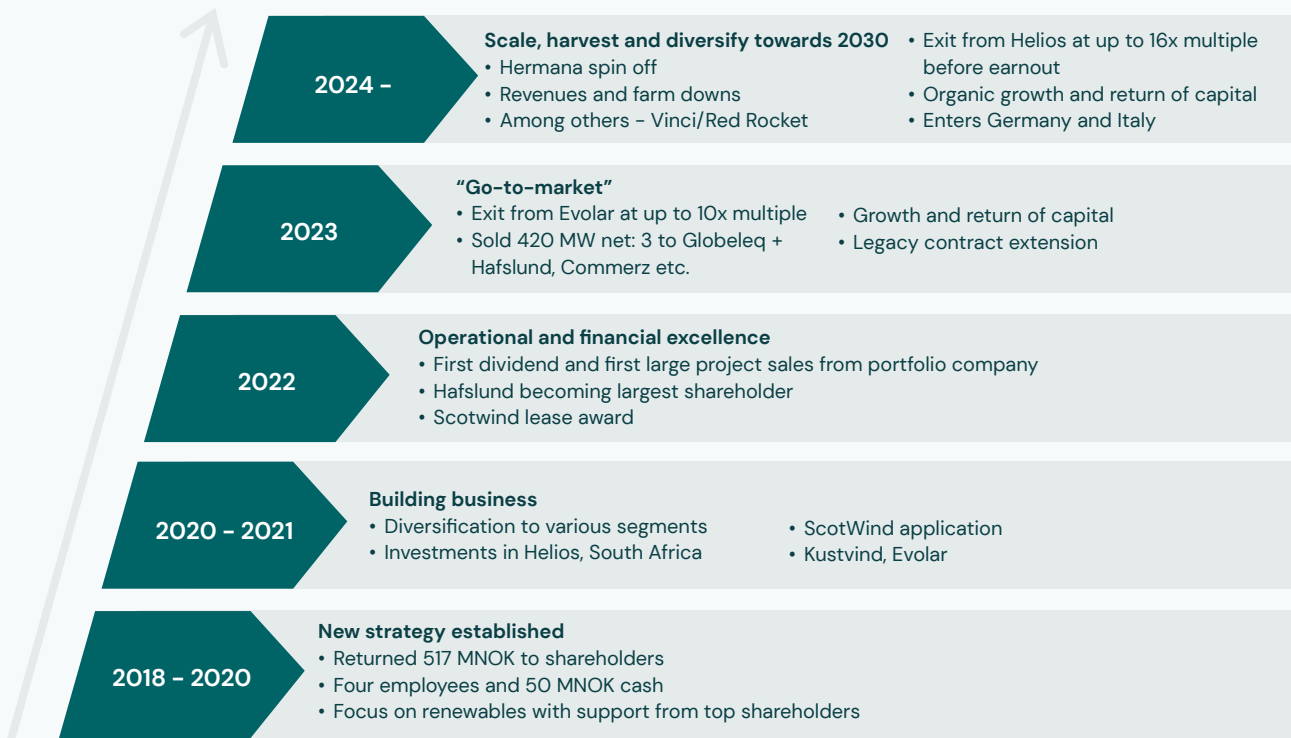 2024 –
Scale, harvest and diversify towards 2030
• Hermana spin off
• Revenues and farm downs
• Among others – Vinci/Red Rocket
• Exit from Helios at up to 16x multiple
before earnout
• Organic growth and return of capital
• Enters Germany and Italy
2023
“Go-to-market”
• Exit from Evolar at up to 10x multiple
• Sold 420 MW net: 3 to Globeleq +
Hafslund, Commerz etc.
• Growth and return of capital
• Legacy contract extension
2022
Operational and financial excellence
• First dividend and first large project sales from portfolio company
• Hafslund becoming largest shareholder
• Scotwind lease award
2020 – 2021
Building business
• Diversification to various segments
• Investments in Helios, South Africa
• ScotWind application
• Kustvind, Evolar
2018 – 2020
New strategy established
• Returned 517 MNOK to shareholders
• Four employees and 50 MNOK cash
• Focus on renewables with support from top shareholders